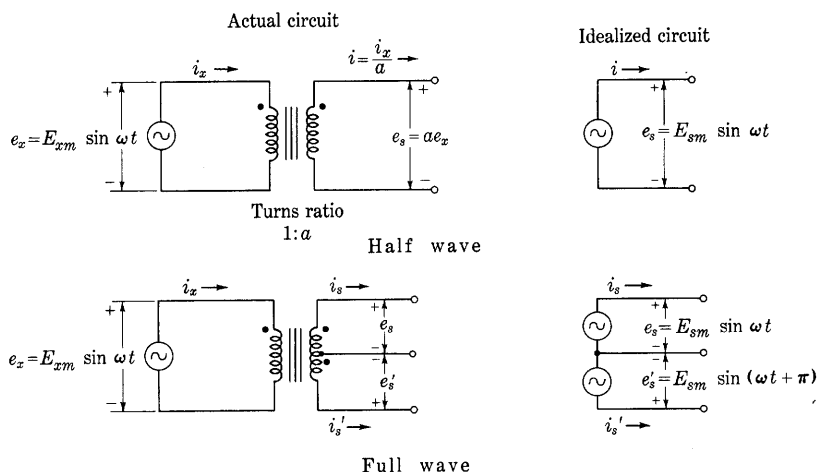 Actual circuit
Idealized circuit
i_x
i = i_x/a
i
+
+
+
e_x = E_xm sin ωt
e_s = ae_x
e_s = E_sm sin ωt
−
−
−
Turns ratio
1:a
Half wave
i_x
i_s
i_s
+
+
+
e_s
e_s = E_sm sin ωt
−
−
e_x = E_xm sin ωt
−
−
e_s′
e_s′ = E_sm sin (ωt + π)
−
+
+
i_s′
i_s′
Full wave